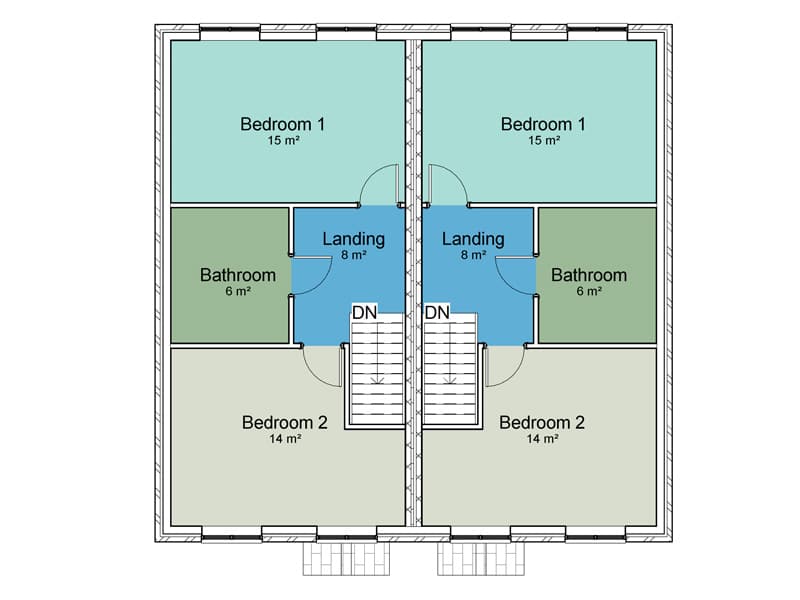 Bedroom 1
15 m²
Bedroom 1
15 m²
Landing
8 m²
Landing
8 m²
Bathroom
6 m²
Bathroom
6 m²
DN
DN
Bedroom 2
14 m²
Bedroom 2
14 m²